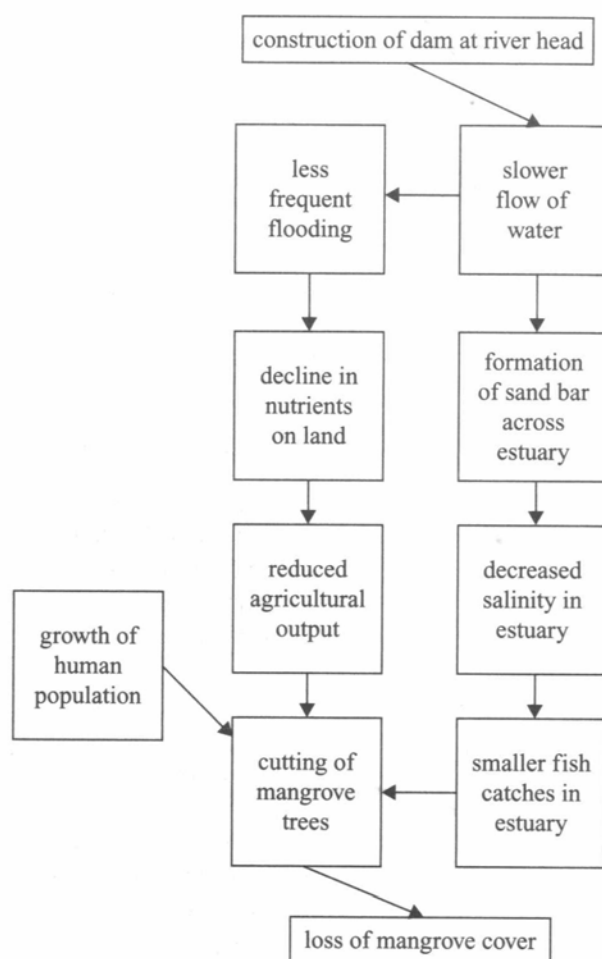 construction of dam at river head
less
frequent
flooding
slower
flow of
water
decline in
nutrients
on land
formation
of sand bar
across
estuary
reduced
agricultural
output
decreased
salinity in
estuary
growth of
human
population
cutting of
mangrove
trees
smaller fish
catches in
estuary
loss of mangrove cover